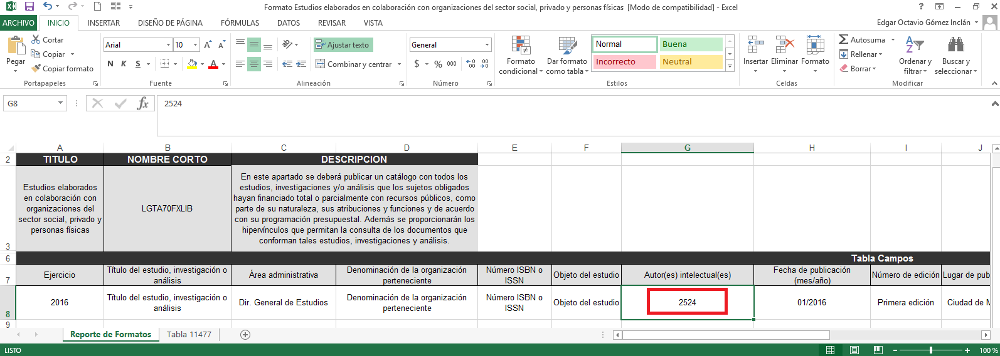 Formato Estudios elaborados en colaboración con organizaciones del sector social, privado y personas físicas [Modo de compatibilidad] - Excel
ARCHIVO INICIO INSERTAR DISEÑO DE PÁGINA FÓRMULAS DATOS REVISAR VISTA Edgar Octavio Gómez Inclán
Pegar
Cortar
Copiar
Copiar formato
Portapapeles
Arial 10
N K S
Fuente
Ajustar texto
Combinar y centrar
Alineación
General
$ % 000
Número
Formato condicional
Dar formato como tabla
Normal Buena
Incorrecto Neutral
Estilos
Insertar Eliminar Formato
Celdas
Autosuma
Rellenar
Borrar
Ordenar y filtrar
Buscar y seleccionar
Modificar
G8 fx 2524
A B C D E F G H I J
2 TITULO NOMBRE CORTO DESCRIPCION
3
Estudios elaborados
en colaboración con
organizaciones del
sector social, privado y
personas físicas
LGTA70FXLIB
En este apartado se deberá publicar un catálogo con todos los
estudios, investigaciones y/o análisis que los sujetos obligados
hayan financiado total o parcialmente con recursos públicos, como
parte de su naturaleza, sus atribuciones y funciones y de acuerdo
con su programación presupuestal. Además se proporcionarán los
hipervínculos que permitan la consulta de los documentos que
conforman tales estudios, investigaciones y análisis.
6 Tabla Campos
7 Ejercicio
Título del estudio, investigación o
análisis
Área administrativa
Denominación de la organización
perteneciente
Número ISBN o
ISSN
Objeto del estudio
Autor(es) intelectual(es)
Fecha de publicación
(mes/año)
Número de edición
Lugar de pub
8 2016
Título del estudio, investigación o
análisis
Dir. General de Estudios
Denominación de la organización
perteneciente
Número ISBN o
ISSN
Objeto del estudio
2524
01/2016
Primera edición
Ciudad de M
9
Reporte de Formatos Tabla 11477
LISTO 100 %